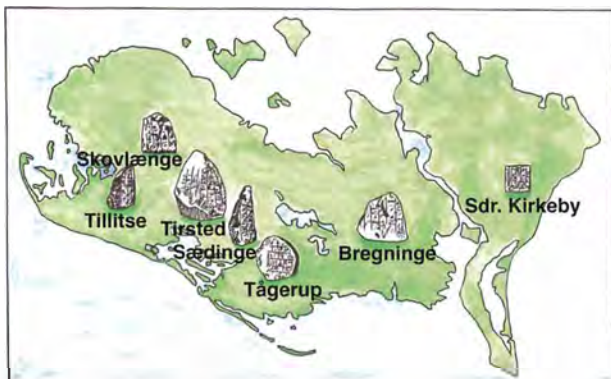 Skovlænge
Tillitse
Tirsted
Sædinge
Tågerup
Bregninge
Sdr. Kirkeby